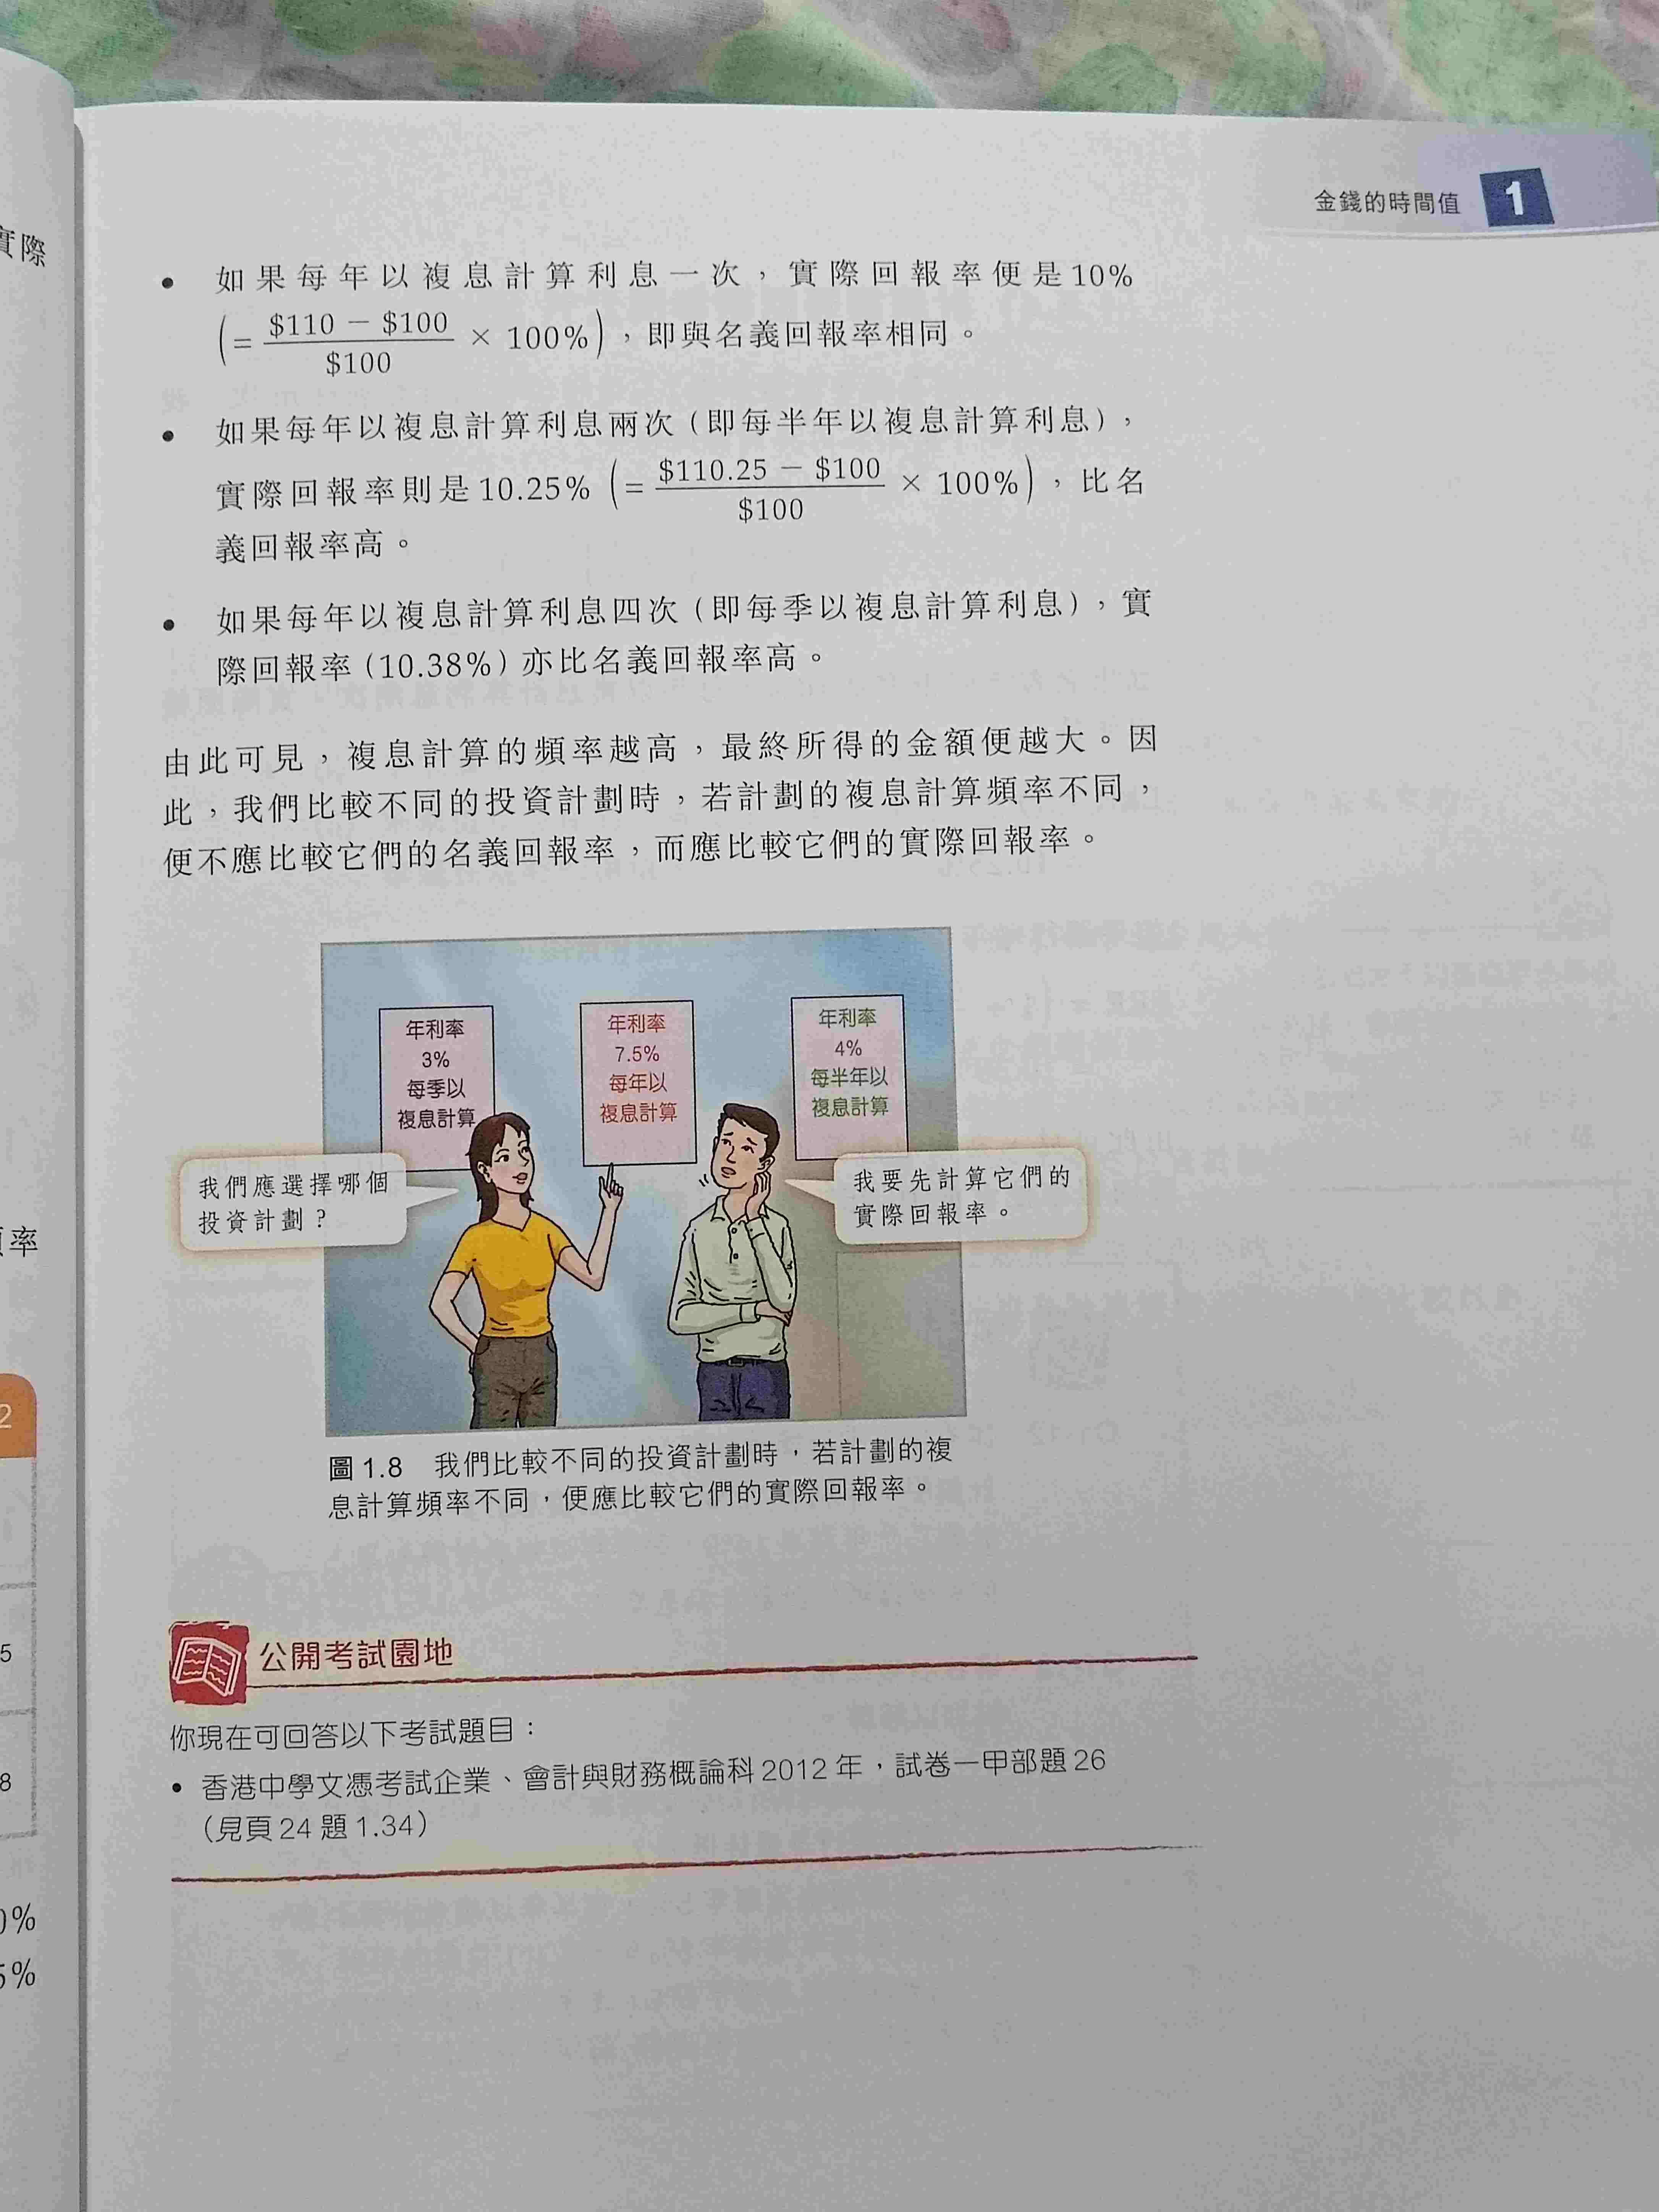 金錢的時間值 1
實際
• 如果每年以複息計算利息一次，實際回報率便是10%
(= $110 − $100 / $100 × 100%)，即與名義回報率相同。
• 如果每年以複息計算利息兩次（即每半年以複息計算利息），
實際回報率則是10.25% (= $110.25 − $100 / $100 × 100%)，比名
義回報率高。
• 如果每年以複息計算利息四次（即每季以複息計算利息），實
際回報率（10.38%）亦比名義回報率高。
由此可見，複息計算的頻率越高，最終所得的金額便越大。因
此，我們比較不同的投資計劃時，若計劃的複息計算頻率不同，
便不應比較它們的名義回報率，而應比較它們的實際回報率。
年利率
3%
每季以
複息計算
年利率
7.5%
每年以
複息計算
年利率
4%
每半年以
複息計算
我們應選擇哪個
投資計劃？
我要先計算它們的
實際回報率。
率
圖 1.8 我們比較不同的投資計劃時，若計劃的複
息計算頻率不同，便應比較它們的實際回報率。
2
5
8
0%
5%
公開考試園地
你現在可回答以下考試題目：
• 香港中學文憑考試企業、會計與財務概論科 2012 年，試卷一甲部題 26
（見頁 24 題 1.34）